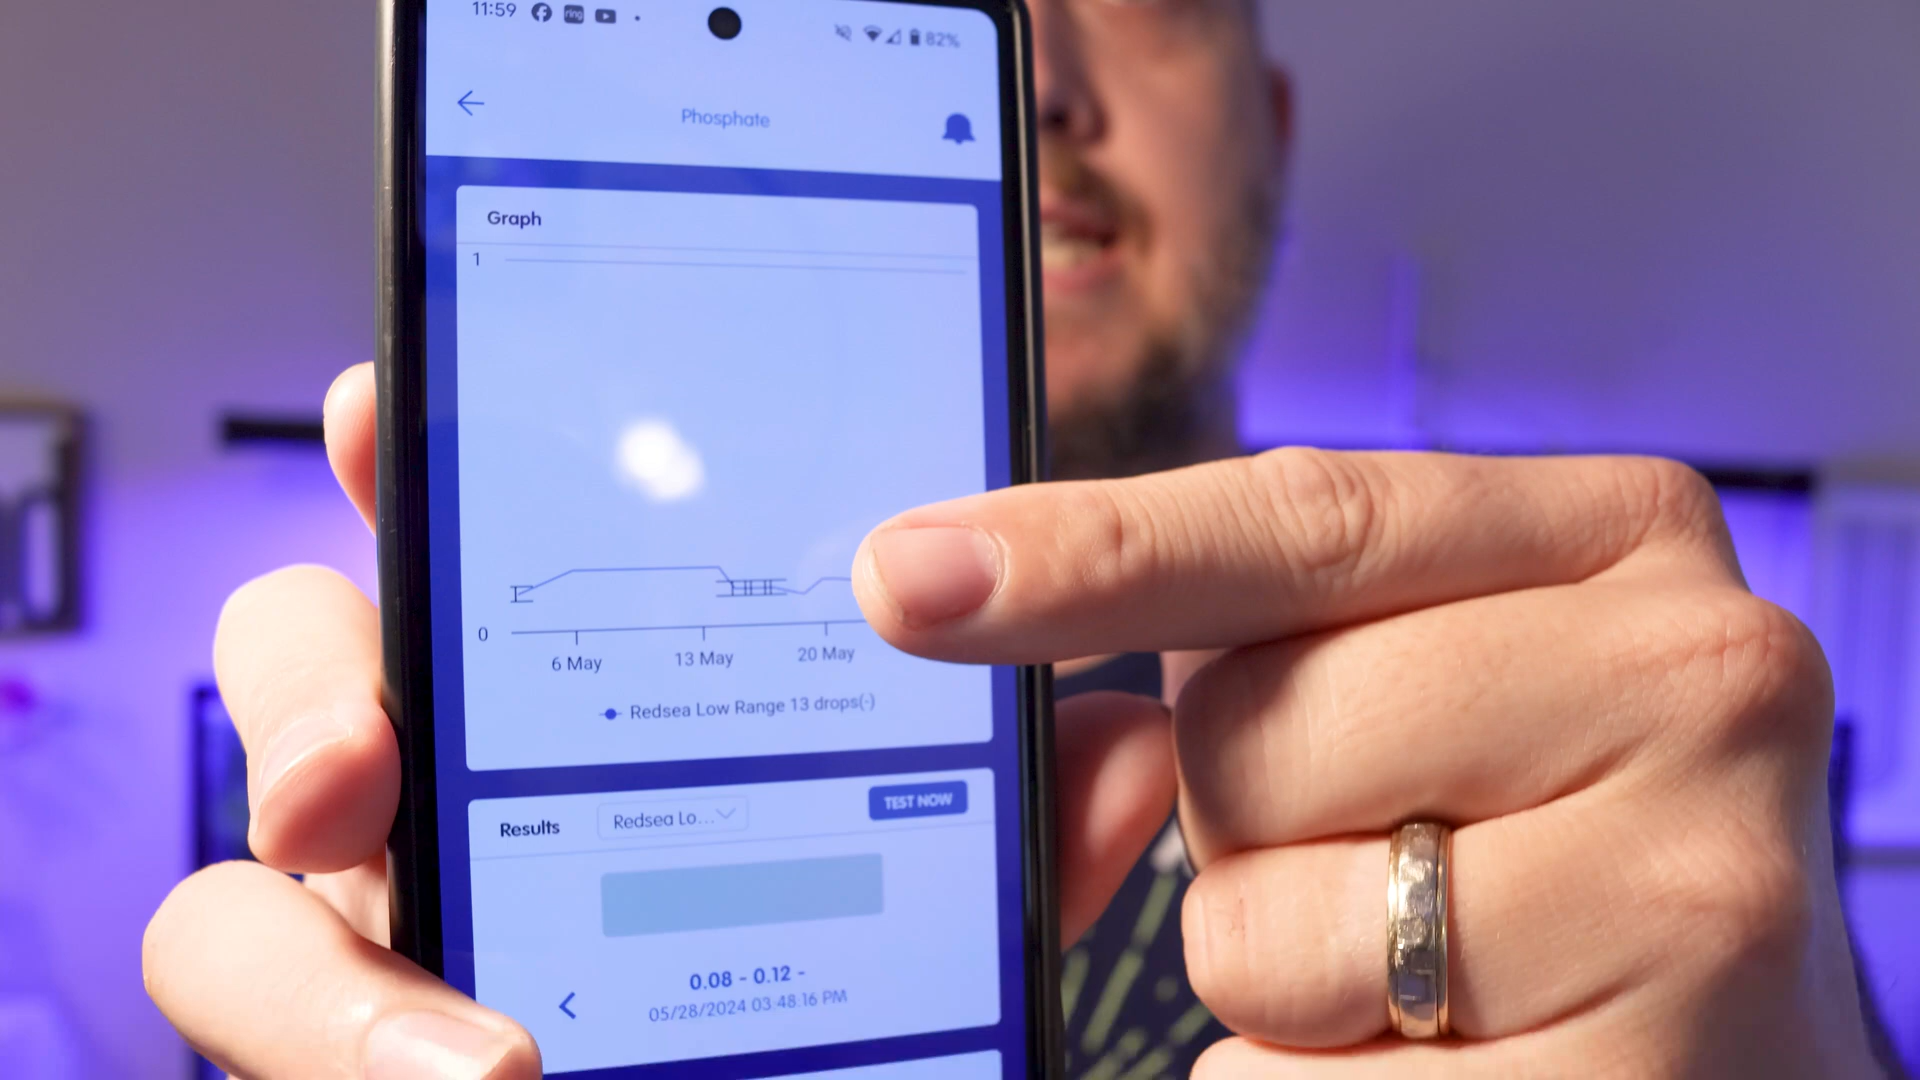 11:59 ring 82%
Phosphate
Graph
1
0
6 May 13 May 20 May
Redsea Low Range 13 drops(-)
Results Redsea Lo... TEST NOW
0.08 - 0.12 -
05/28/2024 03:48:16 PM